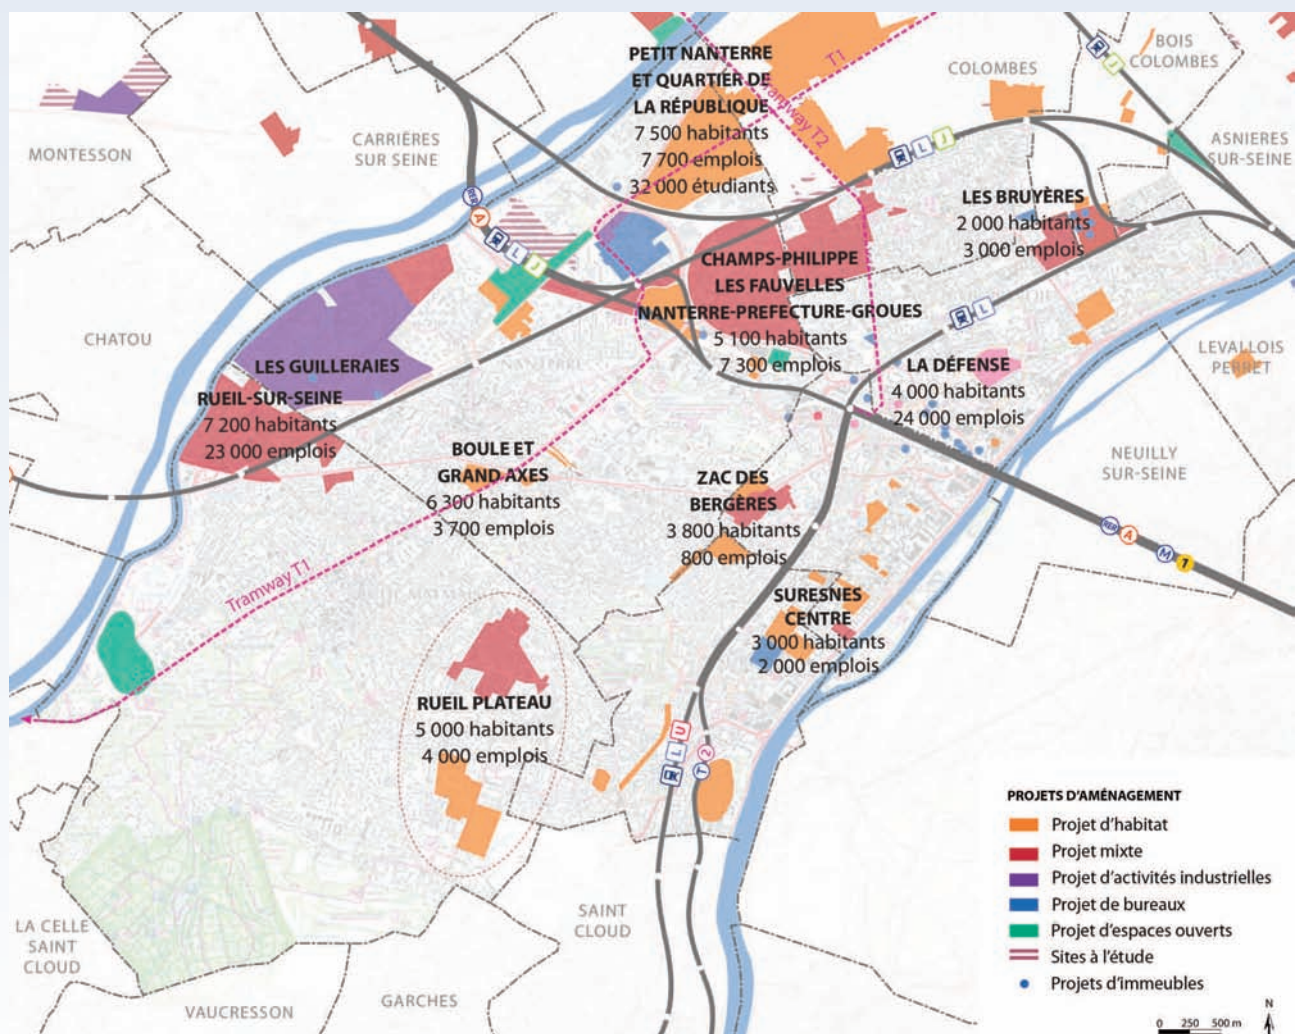 PETIT NANTERRE
ET QUARTIER DE
LA RÉPUBLIQUE
7 500 habitants
7 700 emplois
32 000 étudiants
T1
Tramway T2
BOIS
COLOMBES
COLOMBES
ASNIERES
SUR-SEINE
MONTESSON
CARRIÈRES
SUR SEINE
RER A L J
L J
J
LES BRUYÈRES
2 000 habitants
3 000 emplois
CHAMPS-PHILIPPE
LES FAUVELLES
NANTERRE-PREFECTURE-GROUES
5 100 habitants
7 300 emplois
L
CHATOU
LES GUILLERAIES
RUEIL-SUR-SEINE
7 200 habitants
23 000 emplois
LA DÉFENSE
4 000 habitants
24 000 emplois
LEVALLOIS
PERRET
NANTERRE
BOULE ET
GRAND AXES
6 300 habitants
3 700 emplois
ZAC DES
BERGÈRES
3 800 habitants
800 emplois
NEUILLY
SUR-SEINE
RER A M 1
Tramway T1
SURESNES
CENTRE
3 000 habitants
2 000 emplois
RUEIL PLATEAU
5 000 habitants
4 000 emplois
L U
T 2
LA CELLE
SAINT
CLOUD
SAINT
CLOUD
VAUCRESSON
GARCHES
PROJETS D'AMÉNAGEMENT
Projet d'habitat
Projet mixte
Projet d'activités industrielles
Projet de bureaux
Projet d'espaces ouverts
Sites à l'étude
Projets d'immeubles
N
0 250 500 m